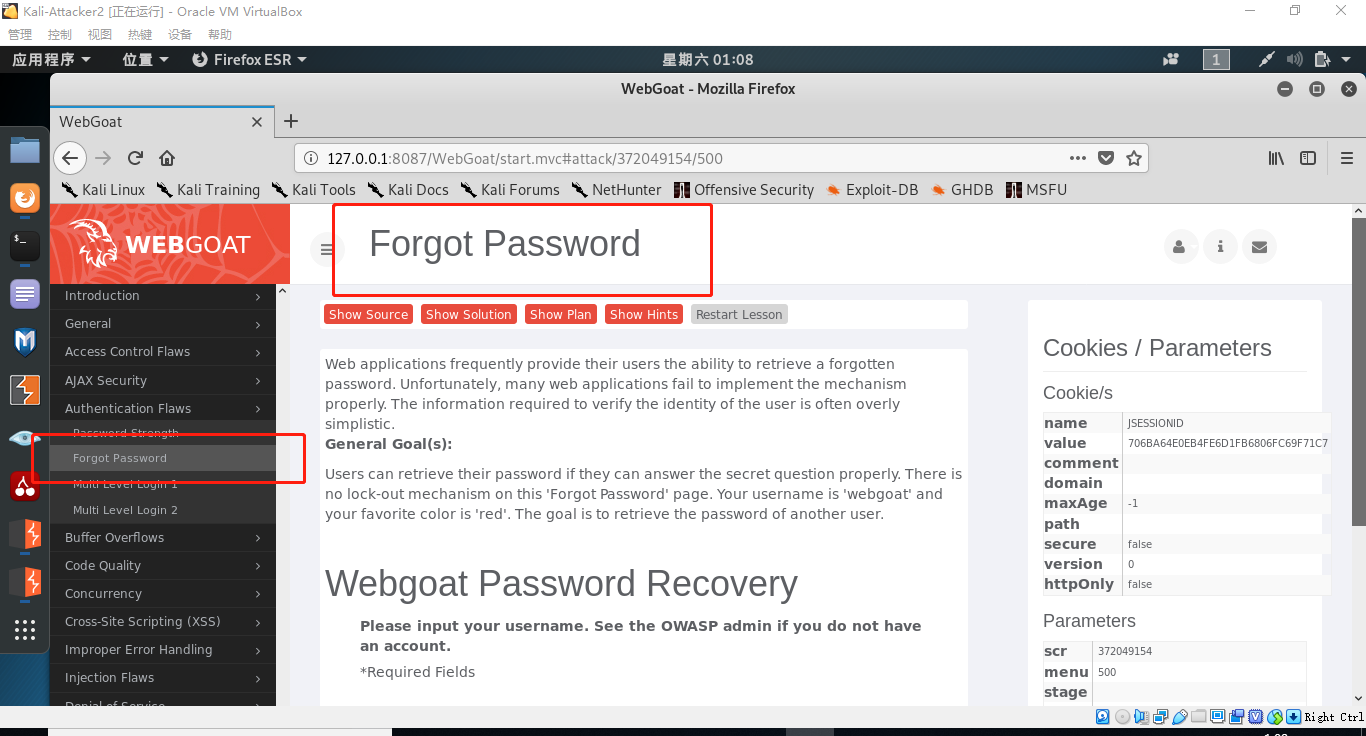 Kali-Attacker2 [正在运行] - Oracle VM VirtualBox
管理 控制 视图 热键 设备 帮助
应用程序 位置 Firefox ESR 星期六 01:08 1
WebGoat - Mozilla Firefox
WebGoat
127.0.0.1:8087/WebGoat/start.mvc#attack/372049154/500
Kali Linux Kali Training Kali Tools Kali Docs Kali Forums NetHunter Offensive Security Exploit-DB GHDB MSFU
WEBGOAT
Forgot Password
Introduction
General
Access Control Flaws
AJAX Security
Authentication Flaws
Password Strength
Forgot Password
Multi Level Login 1
Multi Level Login 2
Buffer Overflows
Code Quality
Concurrency
Cross-Site Scripting (XSS)
Improper Error Handling
Injection Flaws
Denial of Service
Show Source Show Solution Show Plan Show Hints Restart Lesson
Web applications frequently provide their users the ability to retrieve a forgotten
password. Unfortunately, many web applications fail to implement the mechanism
properly. The information required to verify the identity of the user is often overly
simplistic.
General Goal(s):
Users can retrieve their password if they can answer the secret question properly. There is
no lock-out mechanism on this 'Forgot Password' page. Your username is 'webgoat' and
your favorite color is 'red'. The goal is to retrieve the password of another user.
Webgoat Password Recovery
Please input your username. See the OWASP admin if you do not have
an account.
*Required Fields
Cookies / Parameters
Cookie/s
name JSESSIONID
value 706BA64E0EB4FE6D1FB6806FC69F71C7
comment
domain
maxAge -1
path
secure false
version 0
httpOnly false
Parameters
scr 372049154
menu 500
stage
Right Ctrl